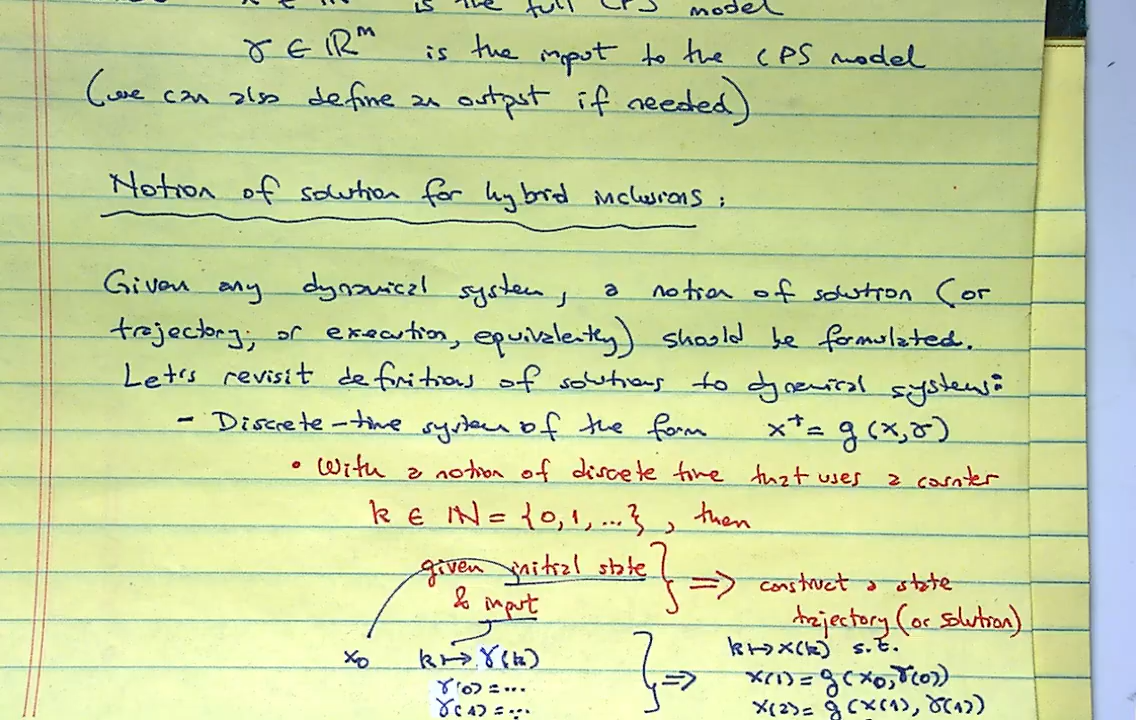 is the full CPS model
γ ∈ ℝᵐ is the input to the CPS model
(we can also define an output if needed)
Notion of solution for hybrid inclusions:
Given any dynamical system, a notion of solution (or
trajectory, or execution, equivalently) should be formulated.
Let's revisit definitions of solutions to dynamical systems:
- Discrete-time system of the form x⁺ = g(x,γ)
• With a notion of discete time that uses a counter
k ∈ ℕ = {0,1,...}, then
given initial state } ⇒ construct a state
& input trajectory (or solution)
x₀ k ↦ γ(k) } ⇒ k ↦ x(k) s.t.
γ(0) = ... x(1) = g(x₀,γ(0))
γ(1) = ... x(2) = g(x(1), γ(1))